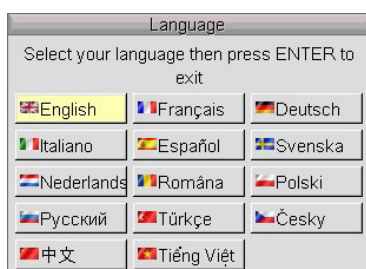 Language
Select your language then press ENTER to
exit
English Français Deutsch
Italiano Español Svenska
Nederlands Româna Polski
Русский Türkçe Česky
中文 Tiếng Việt